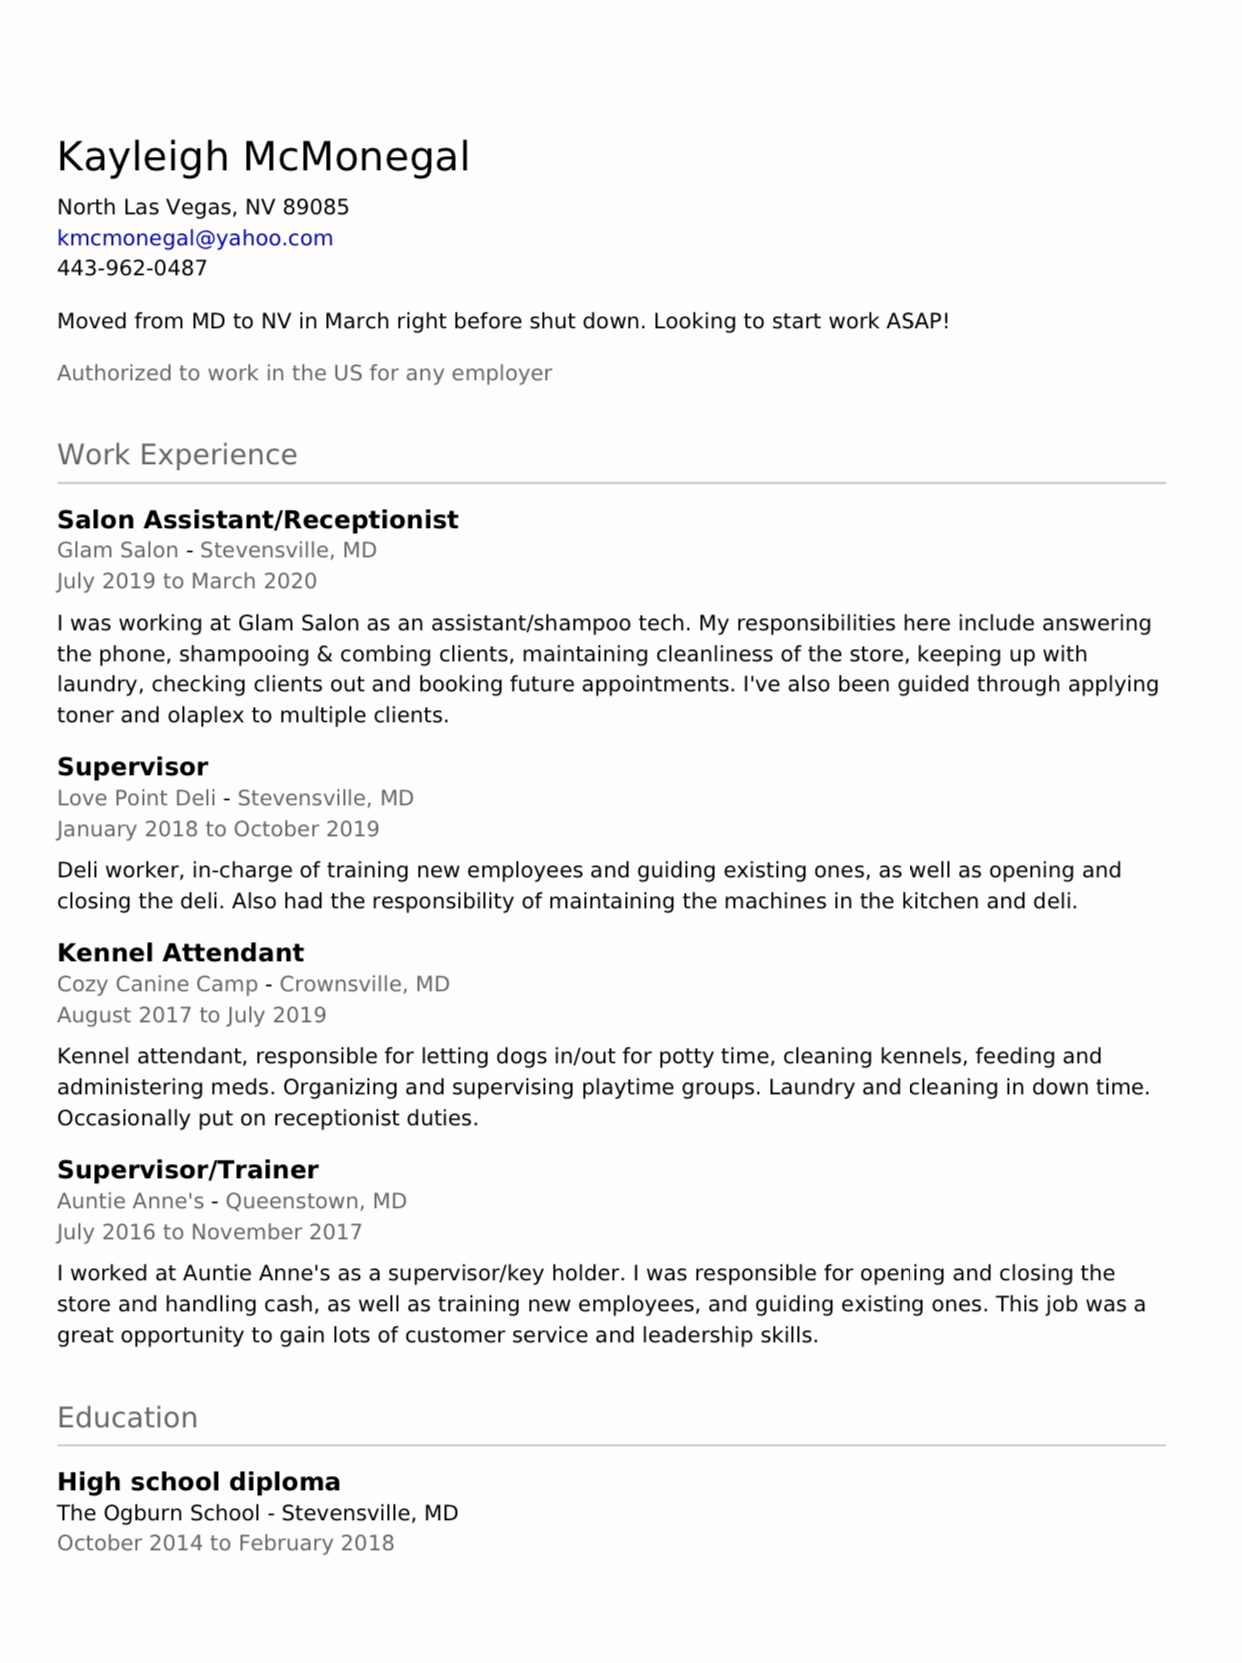 Kayleigh McMonegal
North Las Vegas, NV 89085
kmcmonegal@yahoo.com
443-962-0487
Moved from MD to NV in March right before shut down. Looking to start work ASAP!
Authorized to work in the US for any employer
Work Experience
Salon Assistant/Receptionist
Glam Salon - Stevensville, MD
July 2019 to March 2020
I was working at Glam Salon as an assistant/shampoo tech. My responsibilities here include answering
the phone, shampooing & combing clients, maintaining cleanliness of the store, keeping up with
laundry, checking clients out and booking future appointments. I've also been guided through applying
toner and olaplex to multiple clients.
Supervisor
Love Point Deli - Stevensville, MD
January 2018 to October 2019
Deli worker, in-charge of training new employees and guiding existing ones, as well as opening and
closing the deli. Also had the responsibility of maintaining the machines in the kitchen and deli.
Kennel Attendant
Cozy Canine Camp - Crownsville, MD
August 2017 to July 2019
Kennel attendant, responsible for letting dogs in/out for potty time, cleaning kennels, feeding and
administering meds. Organizing and supervising playtime groups. Laundry and cleaning in down time.
Occasionally put on receptionist duties.
Supervisor/Trainer
Auntie Anne's - Queenstown, MD
July 2016 to November 2017
I worked at Auntie Anne's as a supervisor/key holder. I was responsible for opening and closing the
store and handling cash, as well as training new employees, and guiding existing ones. This job was a
great opportunity to gain lots of customer service and leadership skills.
Education
High school diploma
The Ogburn School - Stevensville, MD
October 2014 to February 2018